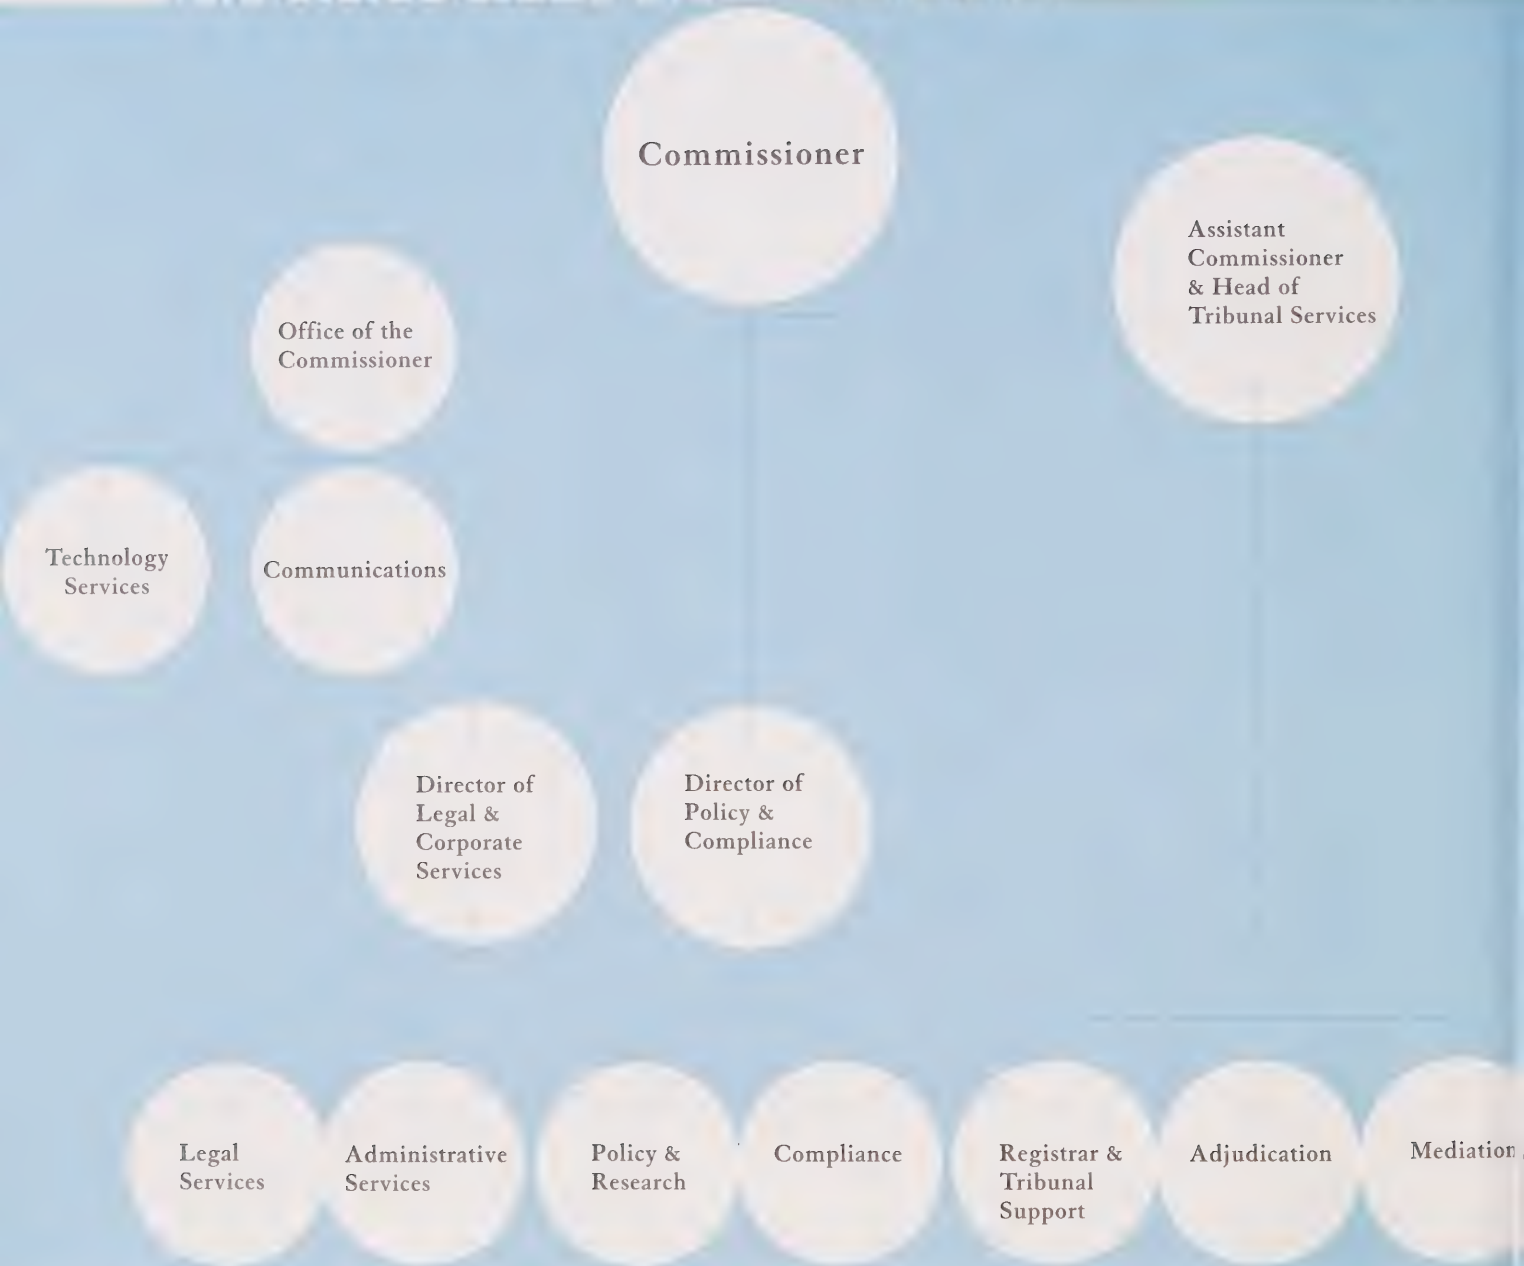 Commissioner
Assistant
Commissioner
& Head of
Tribunal Services
Office of the
Commissioner
Technology
Services
Communications
Director of
Legal &
Corporate
Services
Director of
Policy &
Compliance
Legal
Services
Administrative
Services
Policy &
Research
Compliance
Registrar &
Tribunal
Support
Adjudication
Mediation